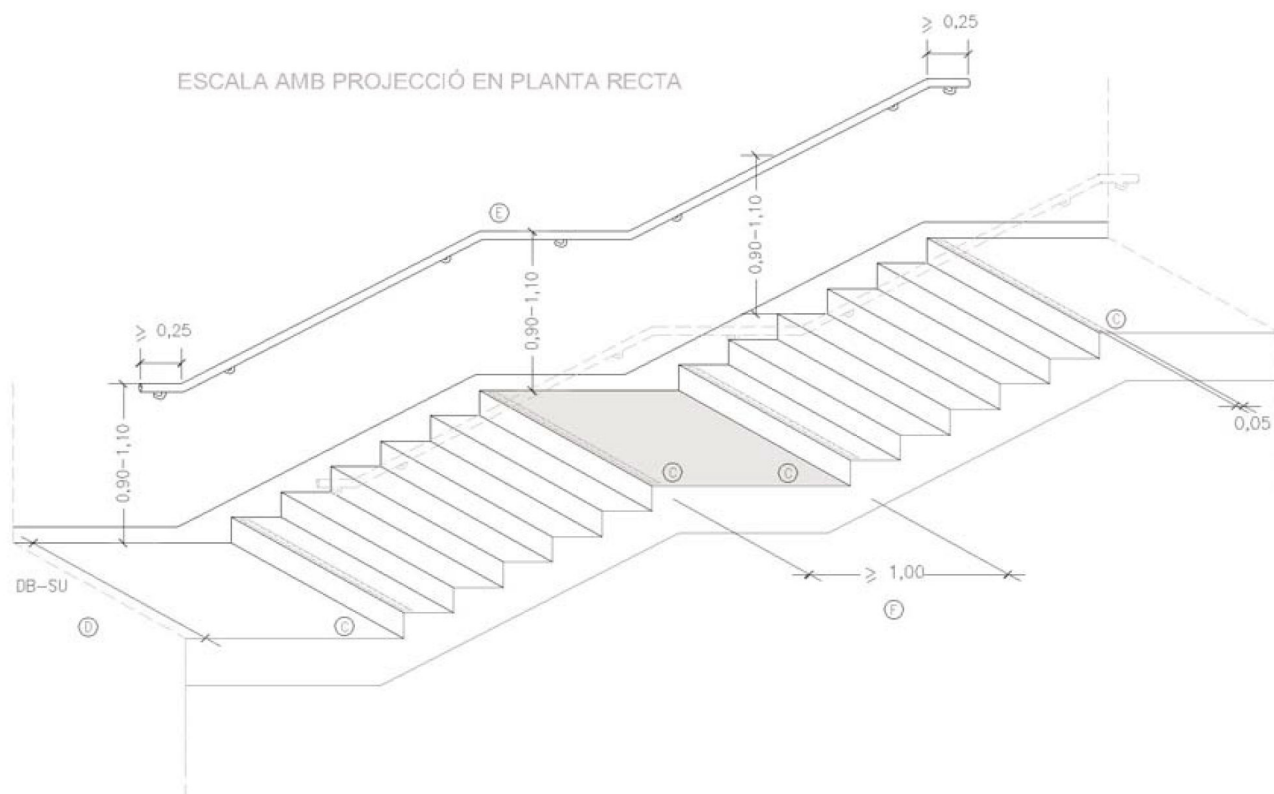 ≥ 0,25
ESCALA AMB PROJECCIÓ EN PLANTA RECTA
E
0,90-1,10
0,90-1,10
≥ 0,25
C
0,90-1,10
0,05
C C
DB-SU
≥ 1,00
D
C
F